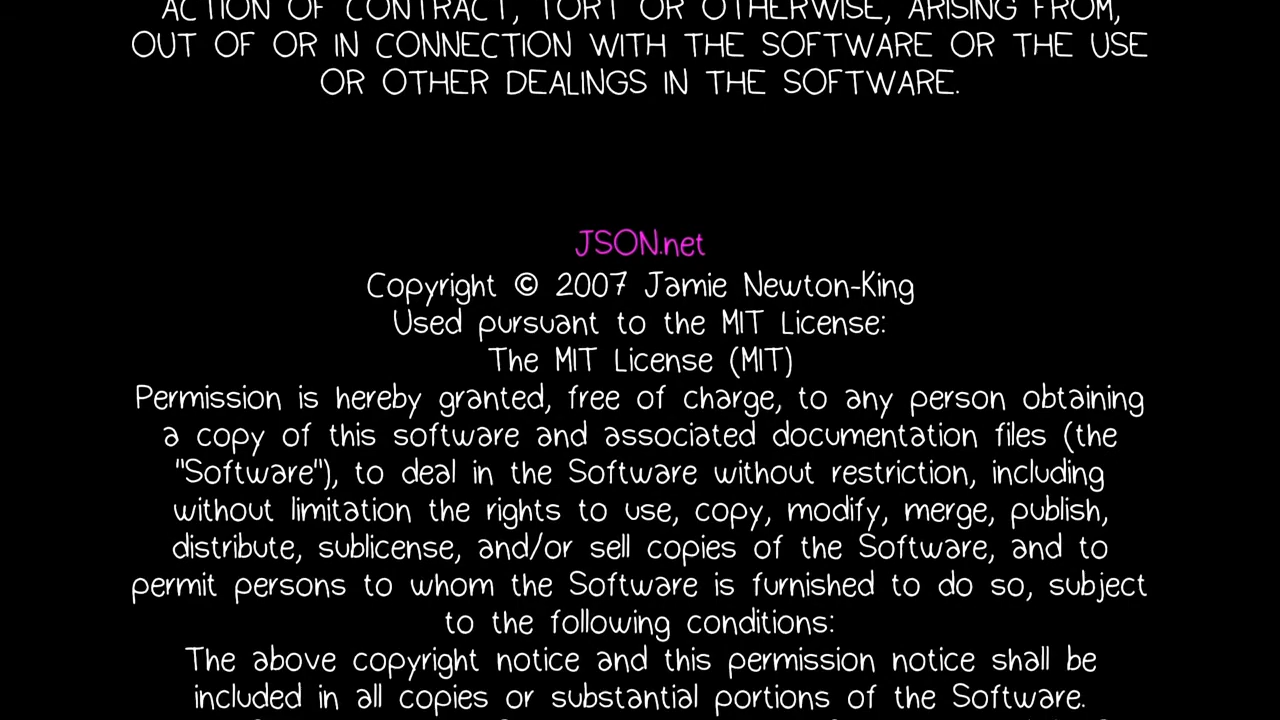 ACTION OF CONTRACT, TORT OR OTHERWISE, ARISING FROM,
OUT OF OR IN CONNECTION WITH THE SOFTWARE OR THE USE
OR OTHER DEALINGS IN THE SOFTWARE.
JSON.net
Copyright © 2007 Jamie Newton-King
Used pursuant to the MIT License:
The MIT License (MIT)
Permission is hereby granted, free of charge, to any person obtaining
a copy of this software and associated documentation files (the
"Software"), to deal in the Software without restriction, including
without limitation the rights to use, copy, modify, merge, publish,
distribute, sublicense, and/or sell copies of the Software, and to
permit persons to whom the Software is furnished to do so, subject
to the following conditions:
The above copyright notice and this permission notice shall be
included in all copies or substantial portions of the Software.